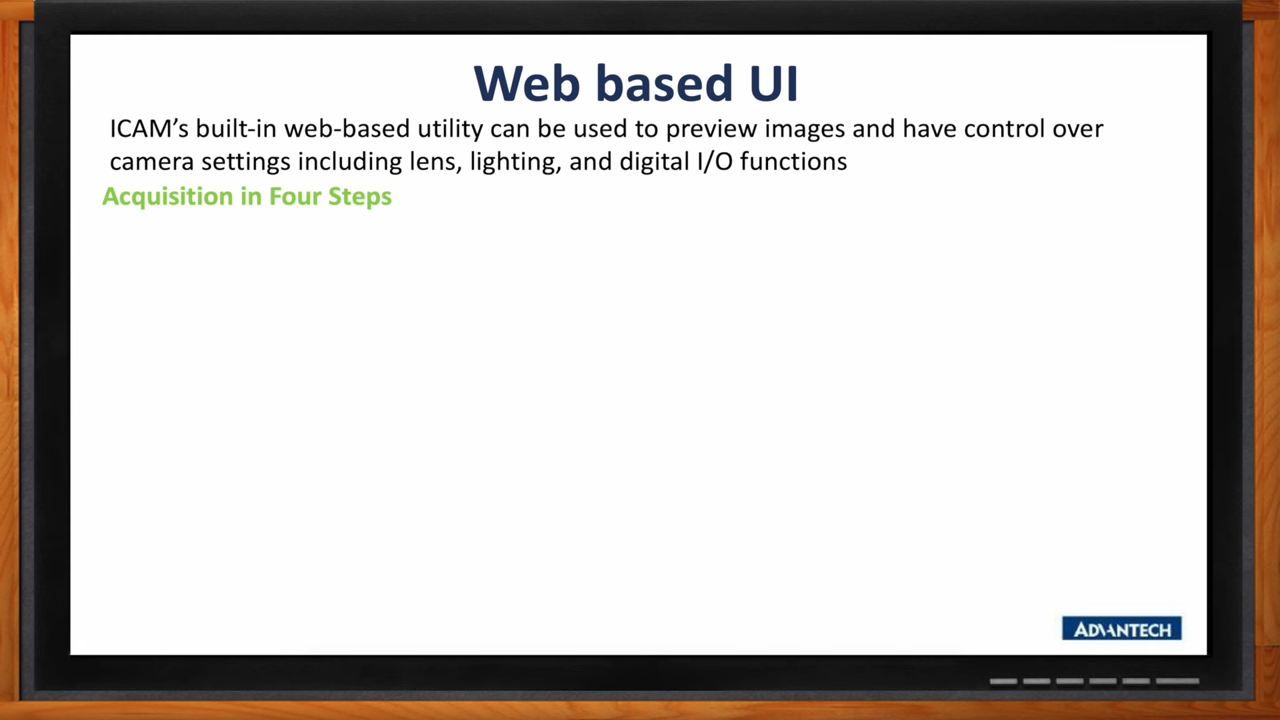 Web based UI
ICAM’s built-in web-based utility can be used to preview images and have control over
camera settings including lens, lighting, and digital I/O functions
Acquisition in Four Steps
ADVANTECH